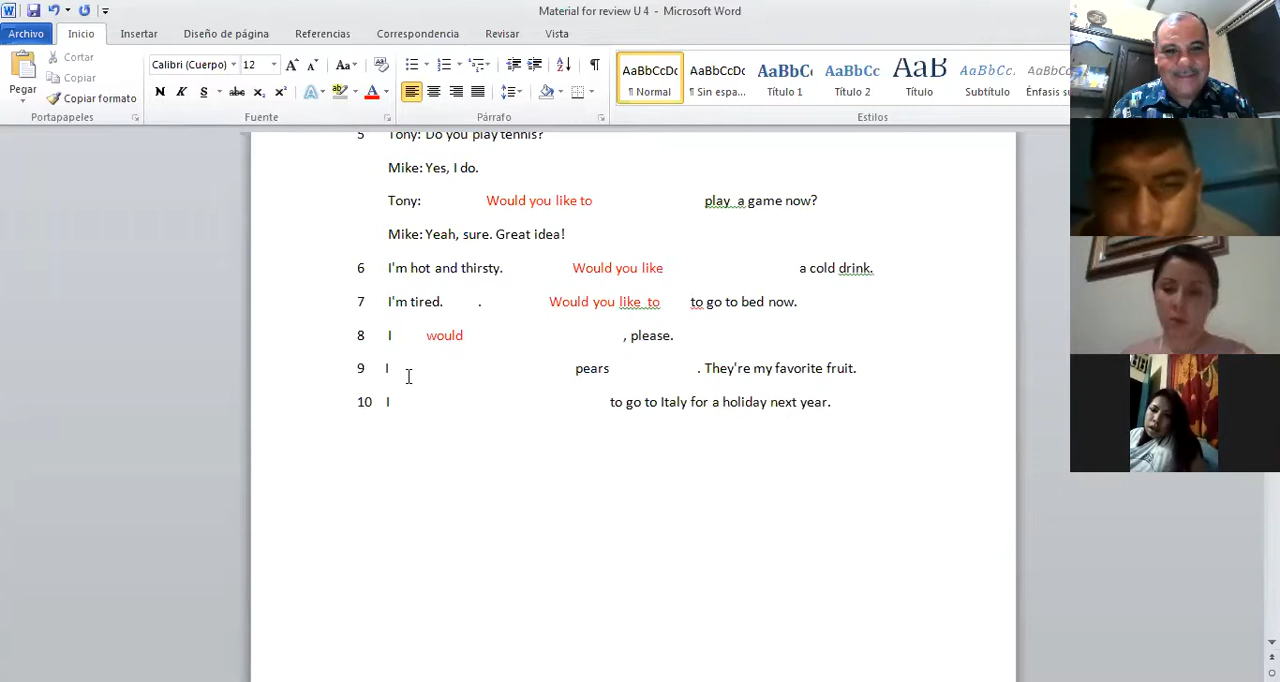 Material for review U 4 - Microsoft Word
Archivo Inicio Insertar Diseño de página Referencias Correspondencia Revisar Vista
Pegar
Cortar
Copiar
Copiar formato
Portapapeles
Calibri (Cuerpo) 12
Fuente
Párrafo
AaBbCcDc AaBbCcDc AaBbC AaBbCc AaB AaBbCc. AaBbCc
¶ Normal ¶ Sin espa... Título 1 Título 2 Título Subtítulo Énfasis su
Estilos
5 Tony: Do you play tennis?
Mike: Yes, I do.
Tony: Would you like to play a game now?
Mike: Yeah, sure. Great idea!
6 I'm hot and thirsty. Would you like a cold drink.
7 I'm tired. . Would you like to to go to bed now.
8 I would , please.
9 I pears . They're my favorite fruit.
10 I to go to Italy for a holiday next year.